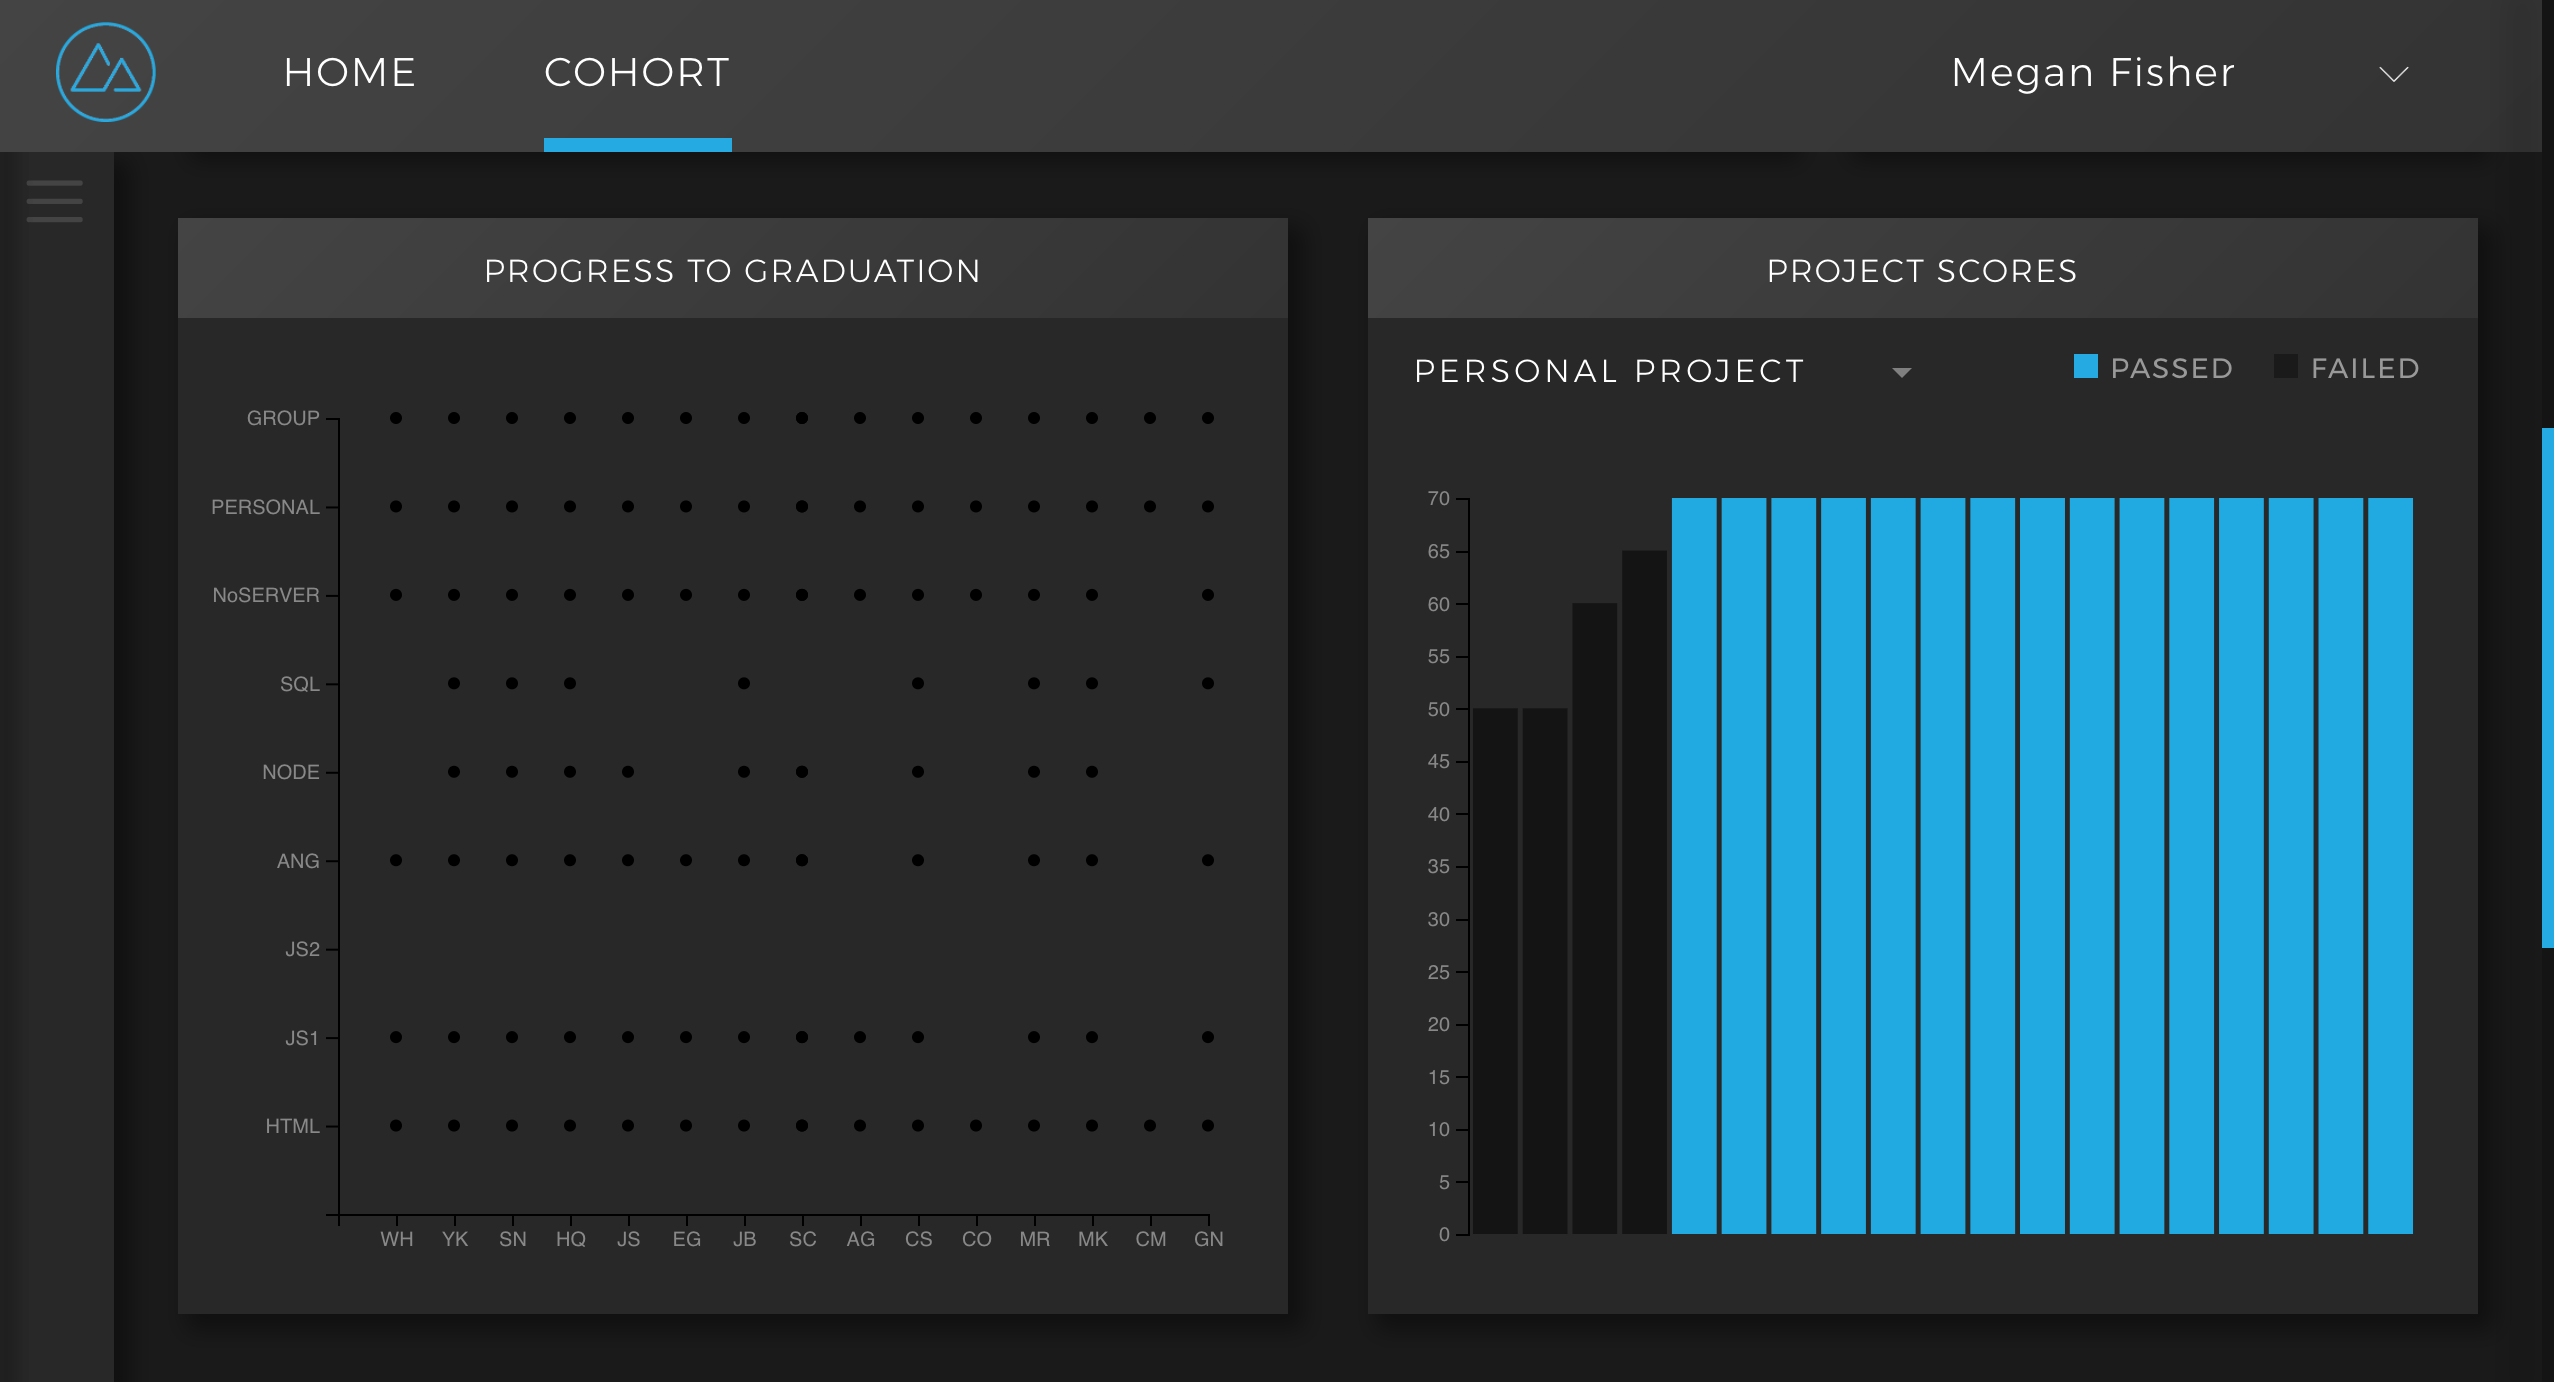 HOME COHORT Megan Fisher
PROGRESS TO GRADUATION
GROUP
PERSONAL
NoSERVER
SQL
NODE
ANG
JS2
JS1
HTML
WH YK SN HQ JS EG JB SC AG CS CO MR MK CM GN
PROJECT SCORES
PERSONAL PROJECT PASSED FAILED
70
65
60
55
50
45
40
35
30
25
20
15
10
5
0